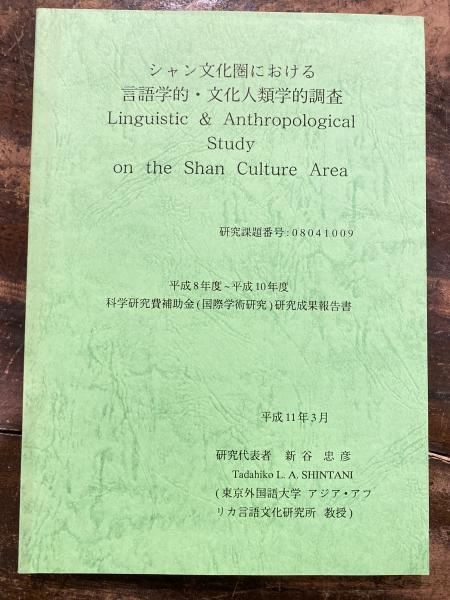 シャン文化圏における
言語学的・文化人類学的調査
Linguistic & Anthropological
Study
on the Shan Culture Area
研究課題番号:08041009
平成8年度~平成10年度
科学研究費補助金(国際学術研究)研究成果報告書
平成11年3月
研究代表者 新谷 忠彦
Tadahiko L. A. SHINTANI
(東京外国語大学 アジア・アフ
リカ言語文化研究所 教授)